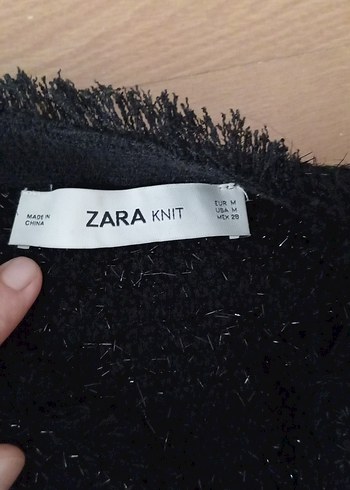 MADE IN
CHINA
ZARA KNIT
EUR M
USA M
MEX 28